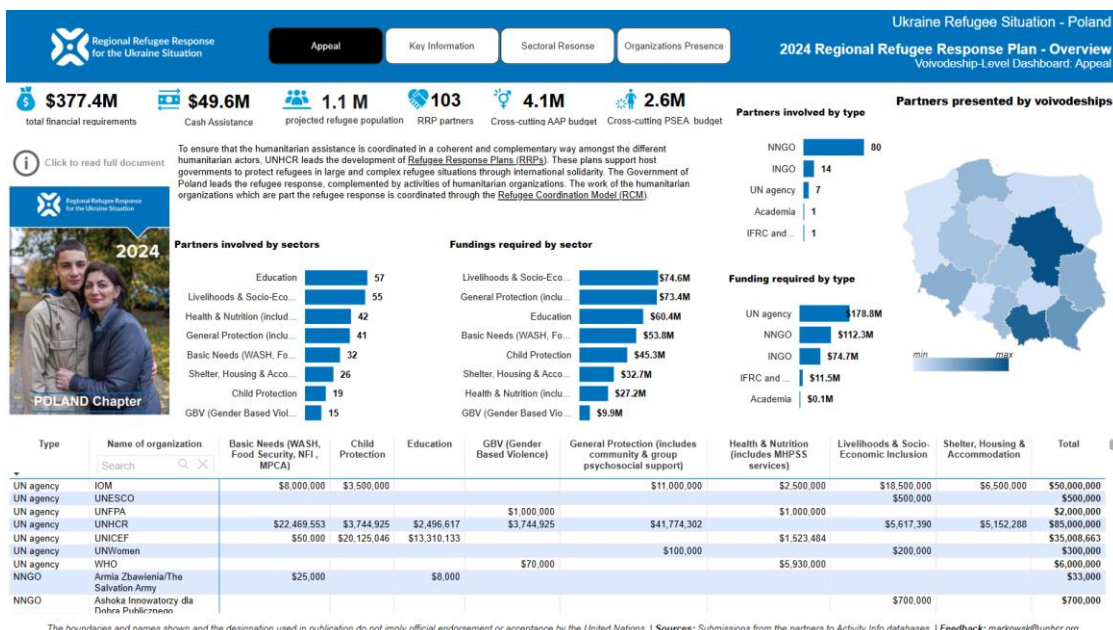 Ukraine Refugee Situation - Poland
Regional Refugee Response
for the Ukraine Situation
Appeal
Key Information
Sectoral Resonse
Organizations Presence
2024 Regional Refugee Response Plan - Overview
Voivodeship-Level Dashboard: Appeal
$377.4M
total financial requirements
$49.6M
Cash Assistance
1.1 M
projected refugee population
103
RRP partners
4.1M
Cross-cutting AAP budget
2.6M
Cross-cutting PSEA budget
Click to read full document
To ensure that the humanitarian assistance is coordinated in a coherent and complementary way amongst the different
humanitarian actors, UNHCR leads the development of Refugee Response Plans (RRPs). These plans support host
governments to protect refugees in large and complex refugee situations through international solidarity. The Government of
Poland leads the refugee response, complemented by activities of humanitarian organizations. The work of the humanitarian
organizations which are part the refugee response is coordinated through the Refugee Coordination Model (RCM).
Regional Refugee Response
for the Ukraine Situation
2024
POLAND Chapter
Partners involved by sectors
Education 57
Livelihoods & Socio-Eco... 55
Health & Nutrition (includ... 42
General Protection (inclu... 41
Basic Needs (WASH, Fo... 32
Shelter, Housing & Acco... 26
Child Protection 19
GBV (Gender Based Viol... 15
Fundings required by sector
Livelihoods & Socio-Eco... $74.6M
General Protection (inclu... $73.4M
Education $60.4M
Basic Needs (WASH, Fo... $53.8M
Child Protection $45.3M
Shelter, Housing & Acco... $32.7M
Health & Nutrition (inclu... $27.2M
GBV (Gender Based Vio... $9.9M
Partners involved by type
NNGO 80
INGO 14
UN agency 7
Academia 1
IFRC and... 1
Funding required by type
UN agency $178.8M
NNGO $112.3M
INGO $74.7M
IFRC and ... $11.5M
Academia $0.1M
Partners presented by voivodeships
min max
Type Name of organization Basic Needs (WASH, Food Security, NFI , MPCA) Child Protection Education GBV (Gender Based Violence) General Protection (includes community & group psychosocial support) Health & Nutrition (includes MHPSS services) Livelihoods & Socio-Economic Inclusion Shelter, Housing & Accommodation Total
Search
UN agency IOM $8,000,000 $3,500,000 $11,000,000 $2,500,000 $18,500,000 $6,500,000 $50,000,000
UN agency UNESCO $500,000 $500,000
UN agency UNFPA $1,000,000 $1,000,000 $2,000,000
UN agency UNHCR $22,469,553 $3,744,925 $2,496,617 $3,744,925 $41,774,302 $5,617,390 $5,152,288 $85,000,000
UN agency UNICEF $50,000 $20,125,046 $13,310,133 $1,523,484 $35,008,663
UN agency UNWomen $100,000 $200,000 $300,000
UN agency WHO $70,000 $5,930,000 $6,000,000
NNGO Armia Zbawienia/The Salvation Army $25,000 $8,000 $33,000
NNGO Ashoka Innowatorzy dla Dobra Publicznego $700,000 $700,000
The boundaries and names shown and the designation used in publication do not imply official endorsement or acceptance by the United Nations. | Sources: Submissions from the partners to Activity Info databases. | Feedback: markowsk@unhcr.org